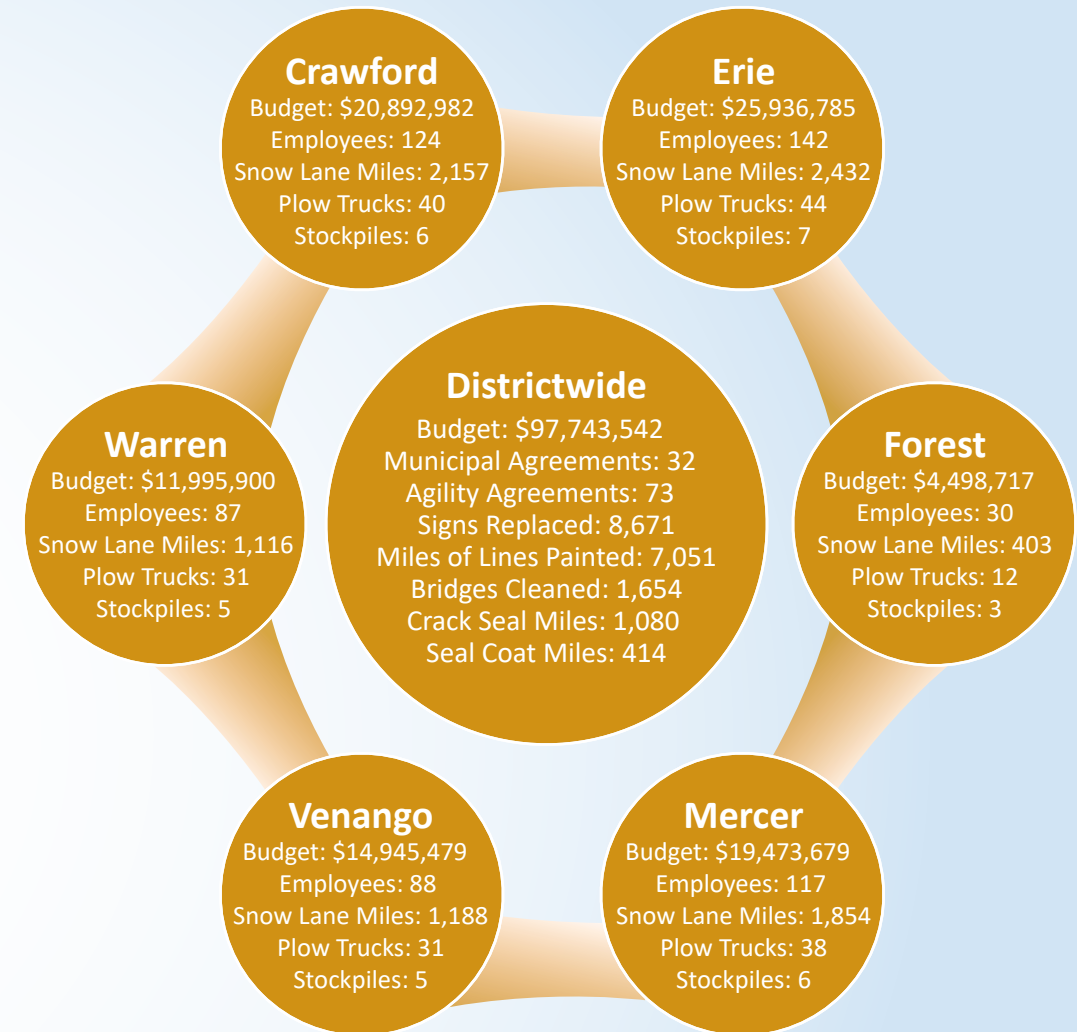 Crawford
Budget: $20,892,982
Employees: 124
Snow Lane Miles: 2,157
Plow Trucks: 40
Stockpiles: 6
Erie
Budget: $25,936,785
Employees: 142
Snow Lane Miles: 2,432
Plow Trucks: 44
Stockpiles: 7
Warren
Budget: $11,995,900
Employees: 87
Snow Lane Miles: 1,116
Plow Trucks: 31
Stockpiles: 5
Districtwide
Budget: $97,743,542
Municipal Agreements: 32
Agility Agreements: 73
Signs Replaced: 8,671
Miles of Lines Painted: 7,051
Bridges Cleaned: 1,654
Crack Seal Miles: 1,080
Seal Coat Miles: 414
Forest
Budget: $4,498,717
Employees: 30
Snow Lane Miles: 403
Plow Trucks: 12
Stockpiles: 3
Venango
Budget: $14,945,479
Employees: 88
Snow Lane Miles: 1,188
Plow Trucks: 31
Stockpiles: 5
Mercer
Budget: $19,473,679
Employees: 117
Snow Lane Miles: 1,854
Plow Trucks: 38
Stockpiles: 6